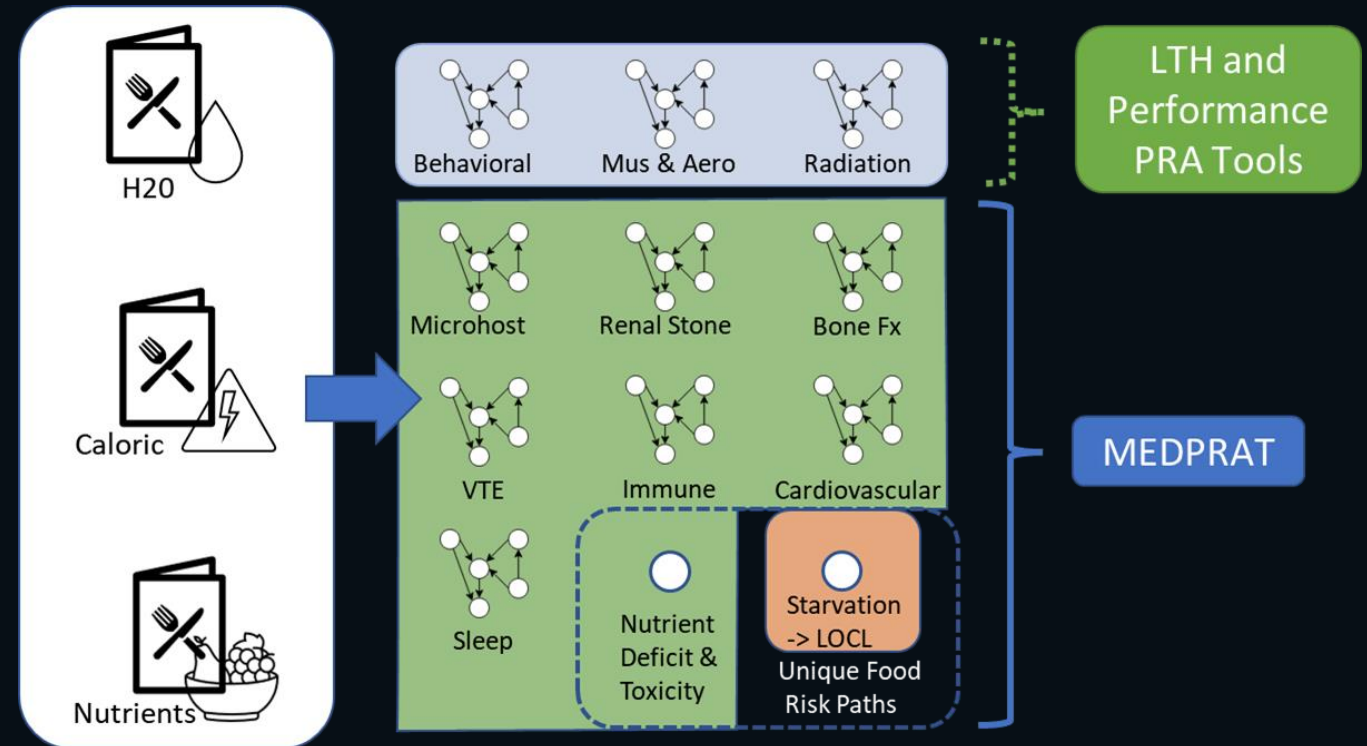 H20
Caloric
Nutrients
Behavioral
Mus & Aero
Radiation
Microhost
Renal Stone
Bone Fx
VTE
Immune
Cardiovascular
Sleep
Nutrient
Deficit &
Toxicity
Starvation
-> LOCL
Unique Food
Risk Paths
LTH and
Performance
PRA Tools
MEDPRAT